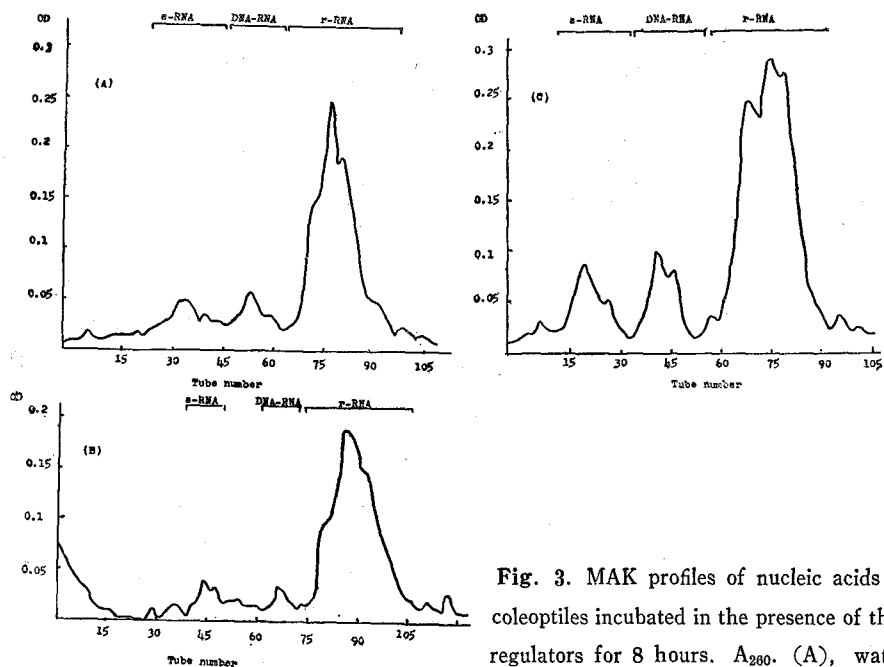 OD
s-RNA DNA-RNA r-RNA
0.3
(A)
0.25
0.2
0.15
0.1
0.05
15 30 45 60 75 90 105
Tube number
s-RNA DNA-RNA r-RNA
OD
0.3
(C)
0.25
0.2
0.15
0.1
0.05
15 30 45 60 75 90 105
Tube number
OD
s-RNA DNA-RNA r-RNA
0.2
(B)
0.15
0.1
0.05
15 30 45 60 75 90 105
Tube number
Fig. 3. MAK profiles of nucleic acids
coleoptiles incubated in the presence of
regulators for 8 hours. A₂₆₀. (A),